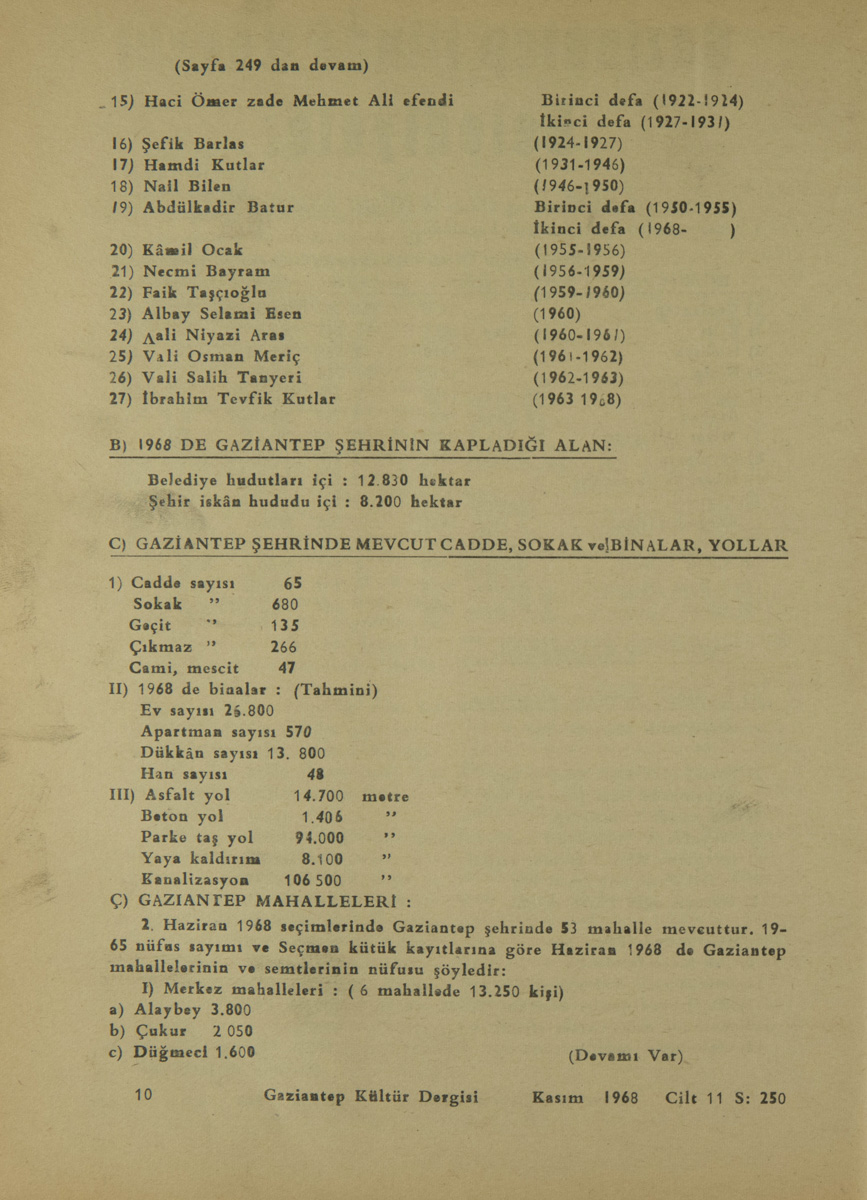 (Sayfa 249 dan devam)
15) Haci Ömer zade Mehmet Ali efendi Birinci defa (1922-1924)
İkinci defa (1927-1931)
16) Şefik Barlas (1924-1927)
17) Hamdi Kutlar (1931-1946)
18) Nail Bilen (1946-1950)
19) Abdülkadir Batur Birinci defa (1950-1955)
İkinci defa (1968- )
20) Kâmil Ocak (1955-1956)
21) Necmi Bayram (1956-1959)
22) Faik Taşçıoğlu (1959-1960)
23) Albay Selami Esen (1960)
24) Vali Niyazi Aras (1960-1961)
25) Vali Osman Meriç (1961-1962)
26) Vali Salih Tanyeri (1962-1963)
27) İbrahim Tevfik Kutlar (1963 1968)
B) 1968 DE GAZİANTEP ŞEHRİNİN KAPLADIĞI ALAN:
Belediye hudutları içi : 12.830 hektar
Şehir iskân hududu içi : 8.200 hektar
C) GAZİANTEP ŞEHRİNDE MEVCUT CADDE, SOKAK ve BİNALAR, YOLLAR
1) Cadde sayısı 65
Sokak ” 680
Geçit ” 135
Çıkmaz ” 266
Cami, mescit 47
II) 1968 de binalar : (Tahmini)
Ev sayısı
Apartman sayısı 570
Dükkân sayısı 13. 800
Han sayısı 48
III) Asfalt yol 14.700 metre
Beton yol 1.406 ”
Parke taş yol 94.000 ”
Yaya kaldırım 8.100 ”
Kanalizasyon 106 500 ”
Ç) GAZIANTEP MAHALLELERİ :
2. Haziran 1968 seçimlerinde Gaziantep şehrinde 53 mahalle mevcuttur. 19-
65 nüfus sayımı ve Seçmen kütük kayıtlarına göre Haziran 1968 de Gaziantep
mahallelerinin ve semtlerinin nüfusu şöyledir:
I) Merkez mahalleleri : ( 6 mahallede 13.250 kişi)
a) Alaybey 3.800
b) Çukur 2 050
c) Düğmeci 1.600 (Devamı Var)
10 Gaziantep Kültür Dergisi Kasım 1968 Cilt 11 S: 250